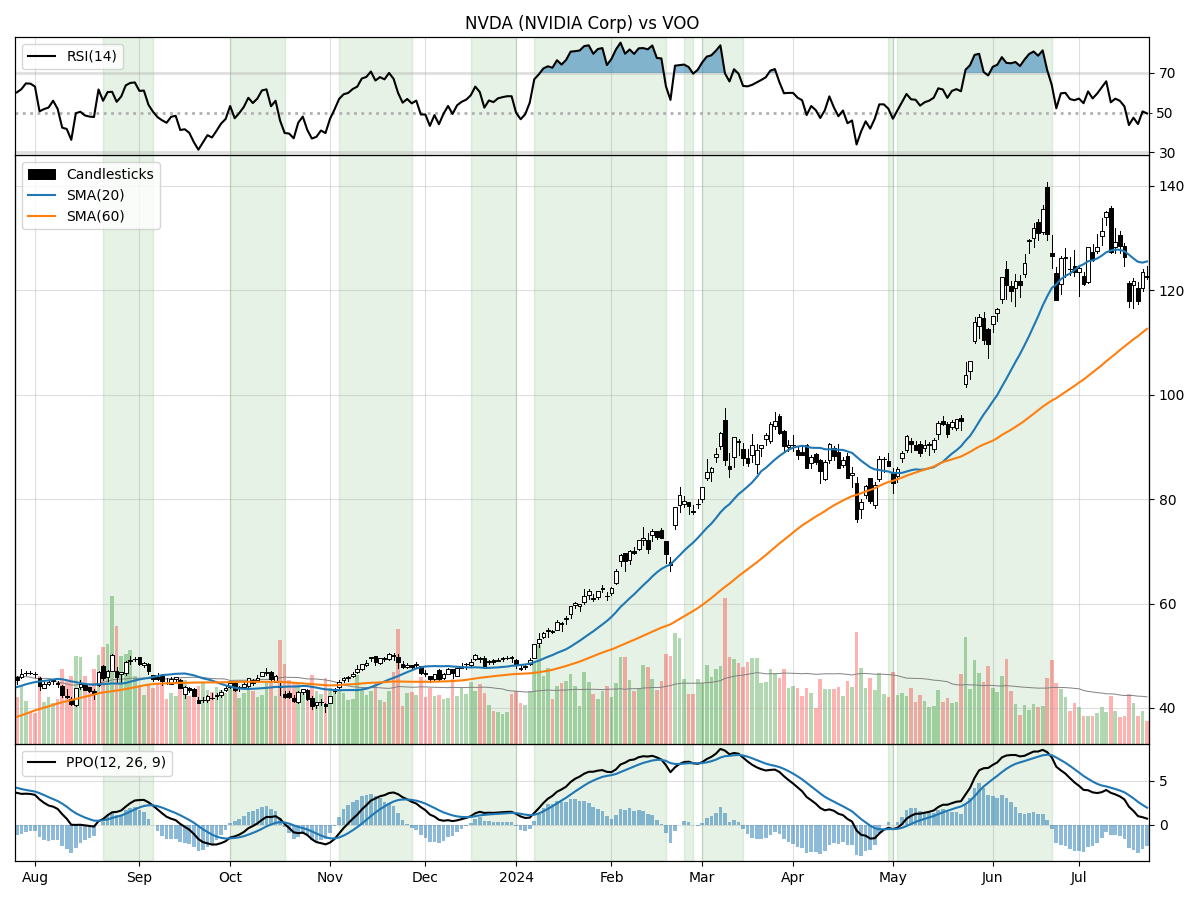 NVDA (NVIDIA Corp) vs VOO
RSI(14)
70
50
30
Candlesticks
SMA(20)
SMA(60)
140
120
100
80
60
40
PPO(12, 26, 9)
5
0
Aug Sep Oct Nov Dec 2024 Feb Mar Apr May Jun Jul